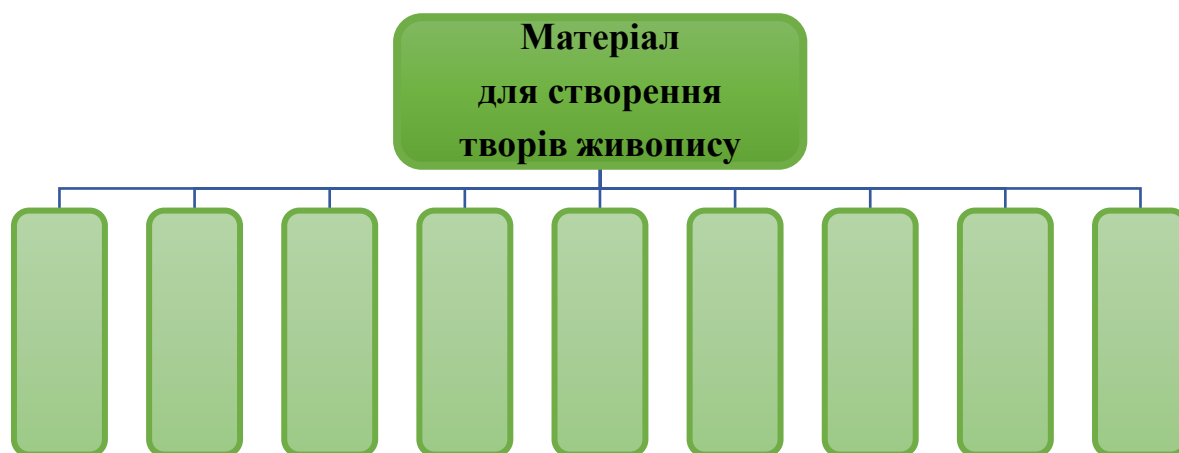 Матеріал
для створення
творів живопису